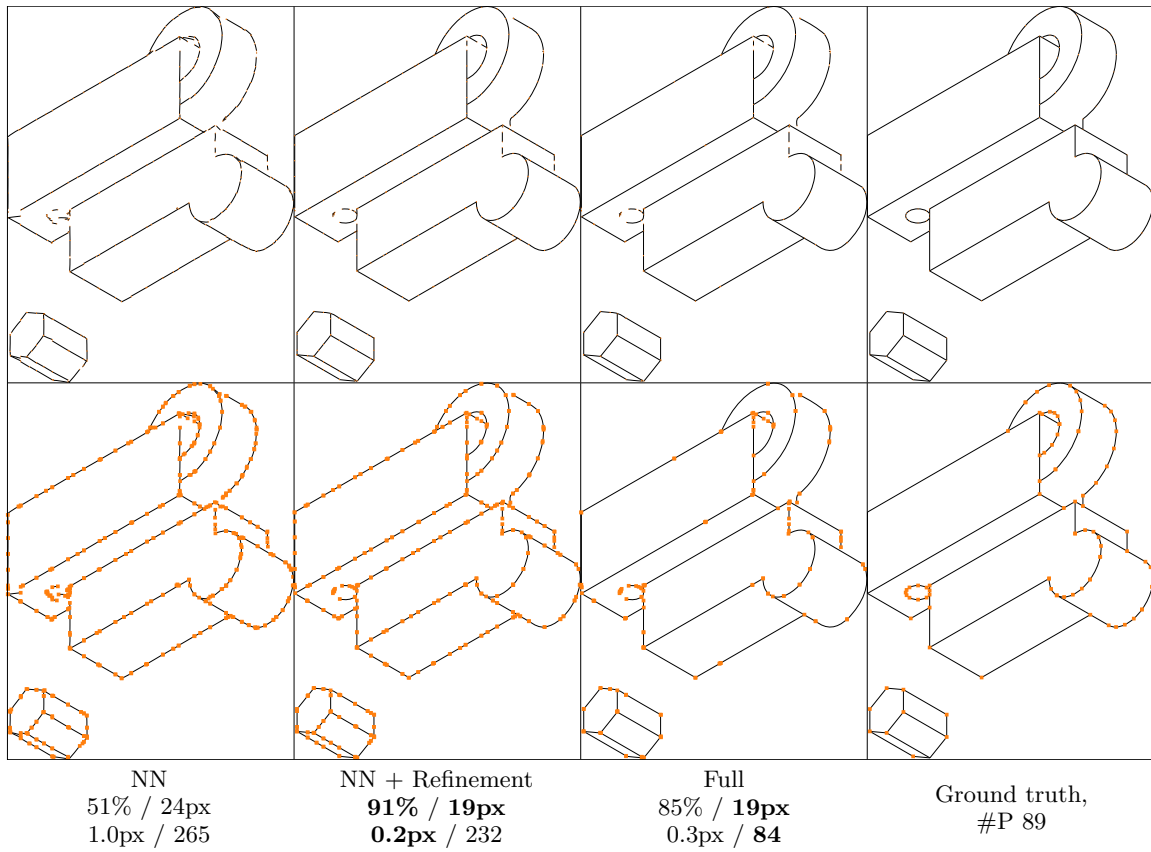 NN
51% / 24px
1.0px / 265
NN + Refinement
91% / 19px
0.2px / 232
Full
85% / 19px
0.3px / 84
Ground truth,
#P 89